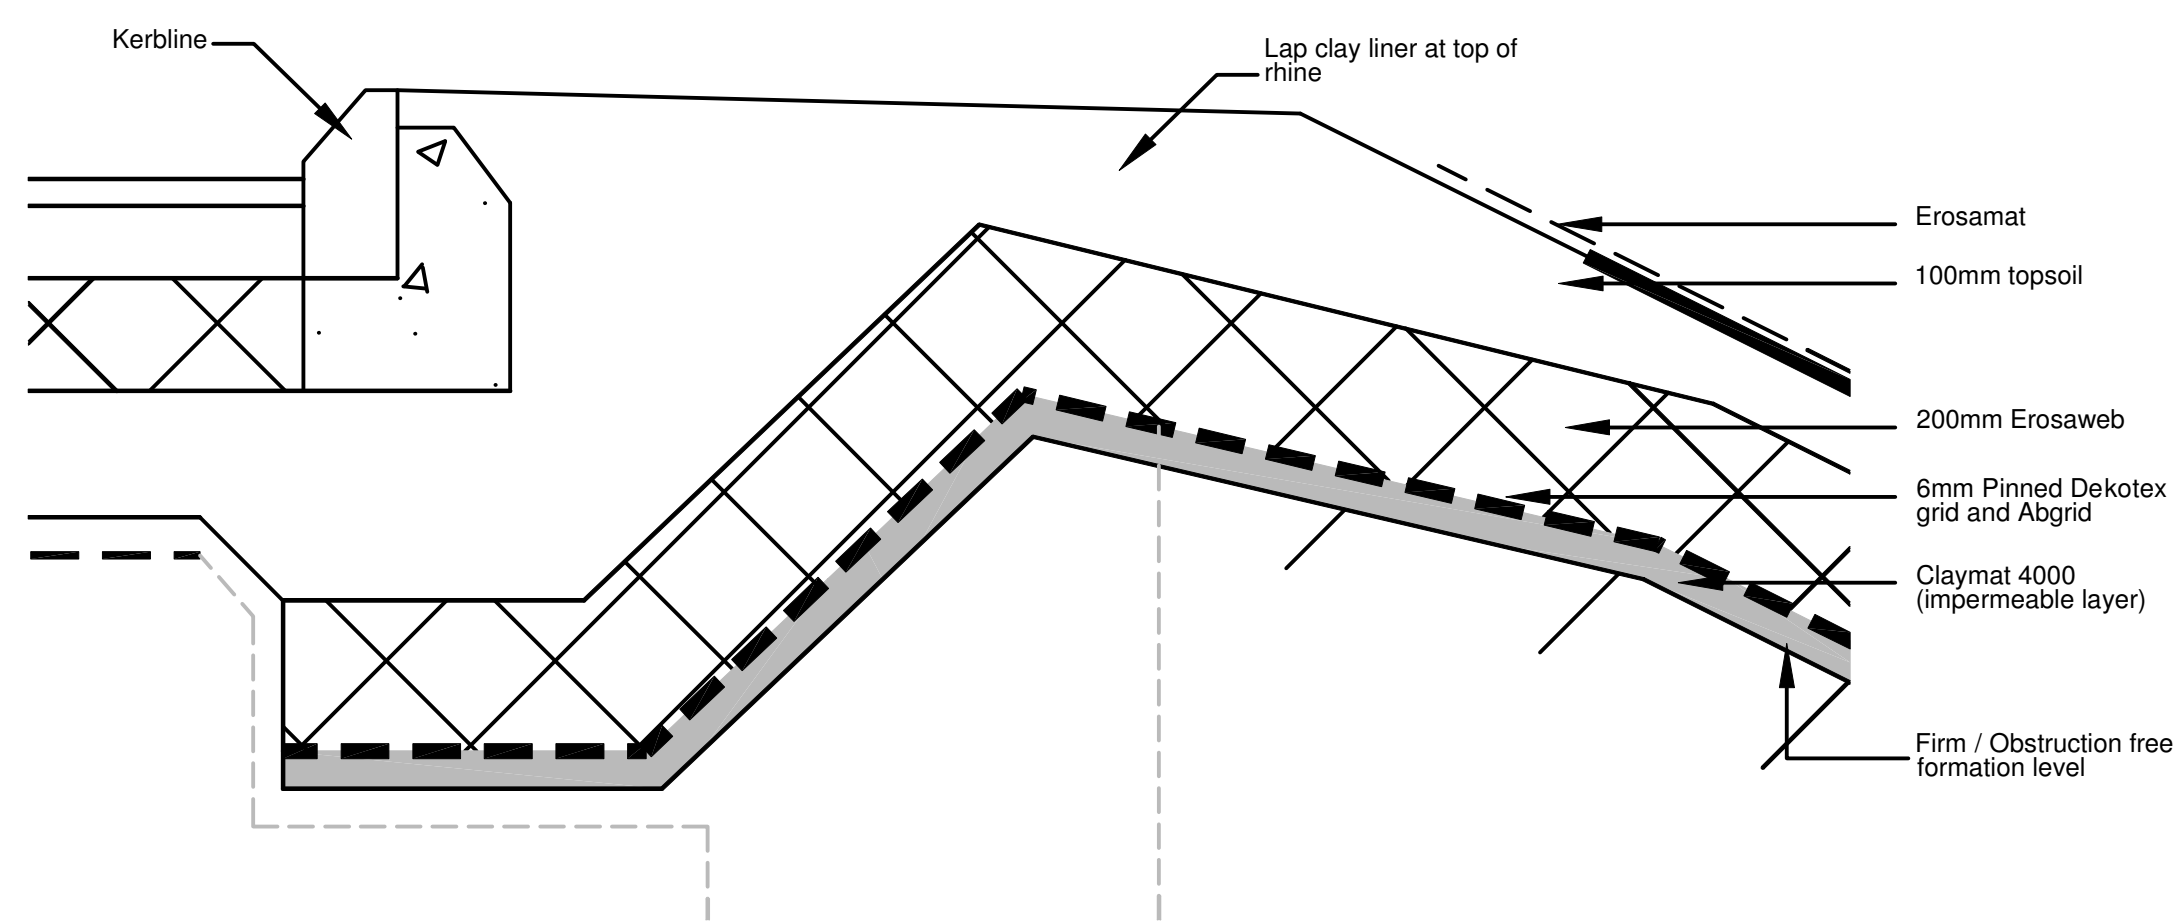 Kerbline
Lap clay liner at top of
rhine
Erosamat
100mm topsoil
200mm Erosaweb
6mm Pinned Dekotex
grid and Abgrid
Claymat 4000
(impermeable layer)
Firm / Obstruction free
formation level